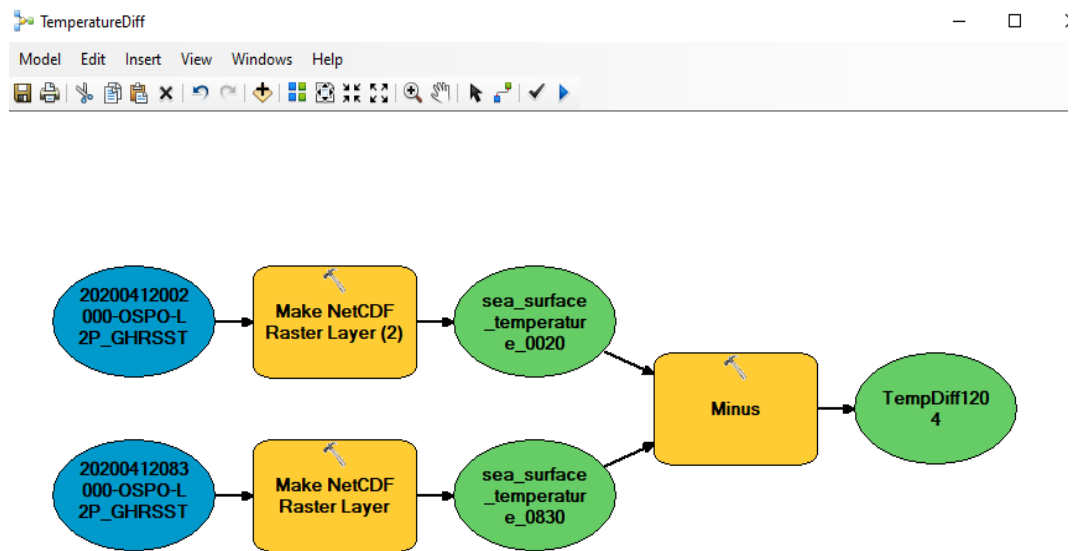 TemperatureDiff
Model Edit Insert View Windows Help
20200412002
000-OSPO-L
2P_GHRSST
Make NetCDF
Raster Layer (2)
sea_surface
_temperatur
e_0020
Minus
TempDiff120
4
20200412083
000-OSPO-L
2P_GHRSST
Make NetCDF
Raster Layer
sea_surface
_temperatur
e_0830